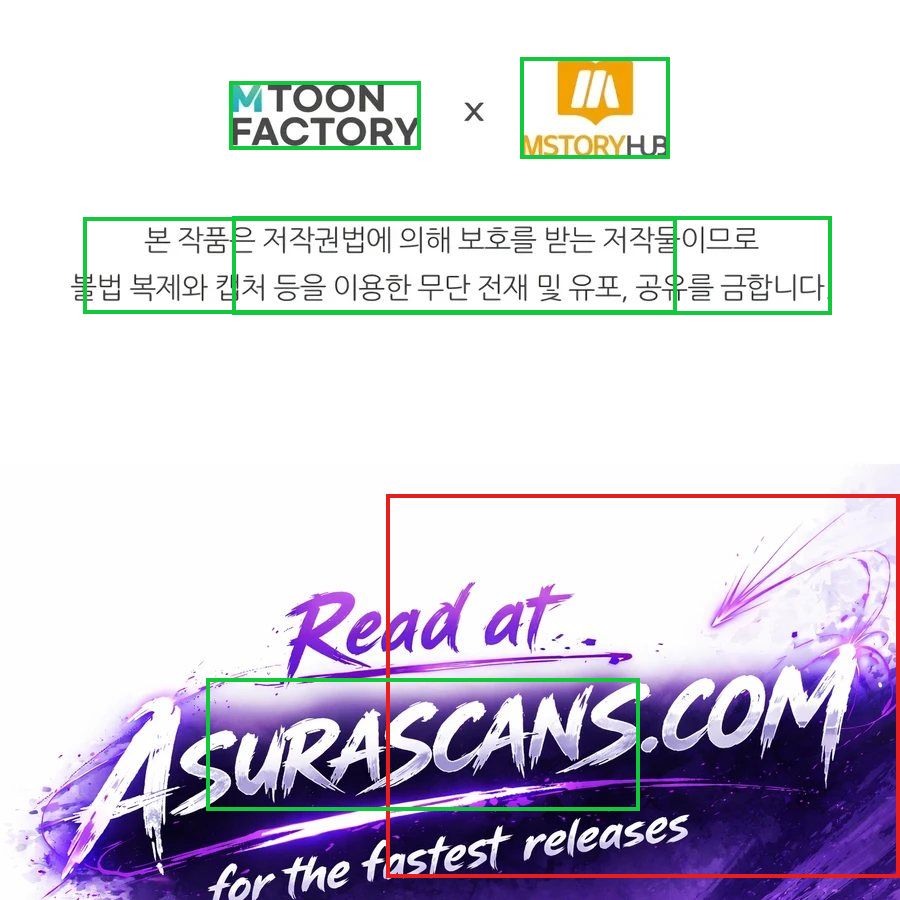 MTOON
FACTORY
x
MSTORYHUB
본 작품은 저작권법에 의해 보호를 받는 저작물이므로
불법 복제와 캡처 등을 이용한 무단 전재 및 유포, 공유를 금합니다.
Read at...
ASURASCANS.COM
for the fastest releases